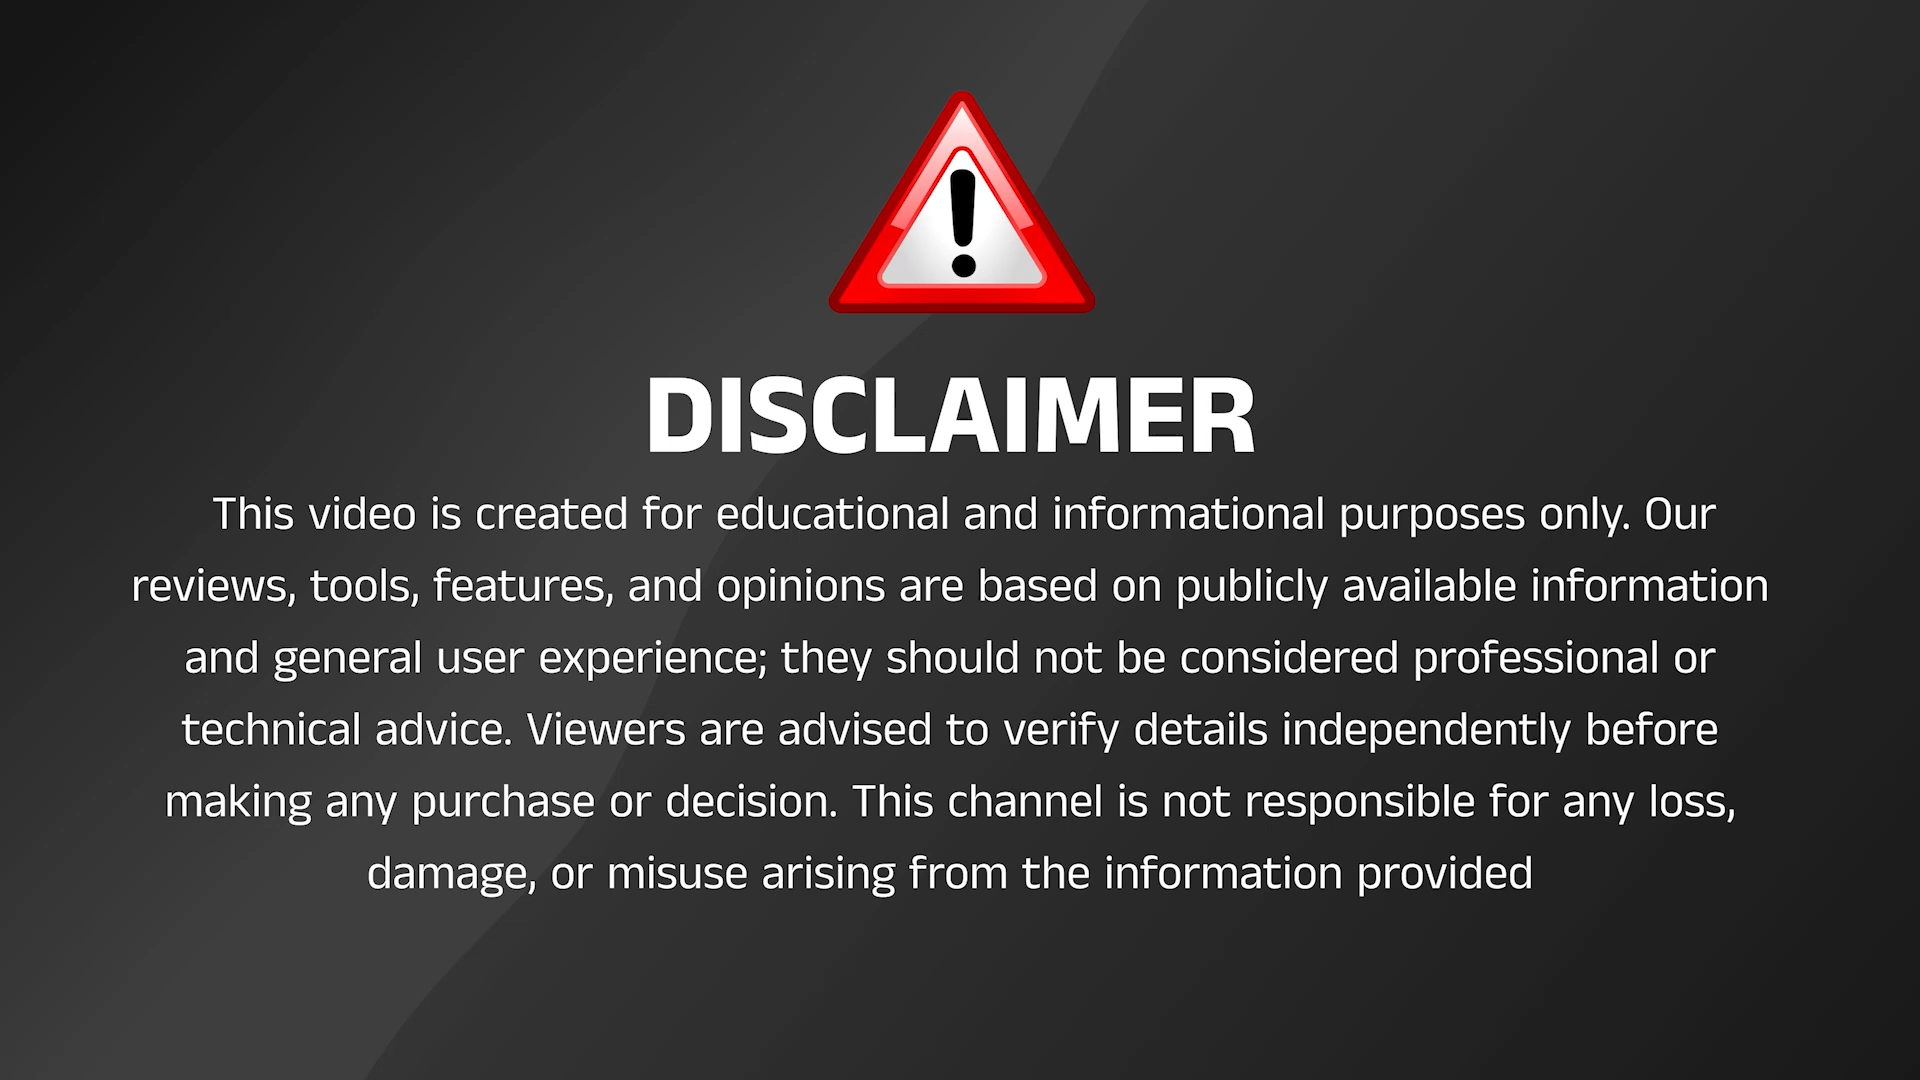 DISCLAIMER
This video is created for educational and informational purposes only. Our
reviews, tools, features, and opinions are based on publicly available information
and general user experience; they should not be considered professional or
technical advice. Viewers are advised to verify details independently before
making any purchase or decision. This channel is not responsible for any loss,
damage, or misuse arising from the information provided